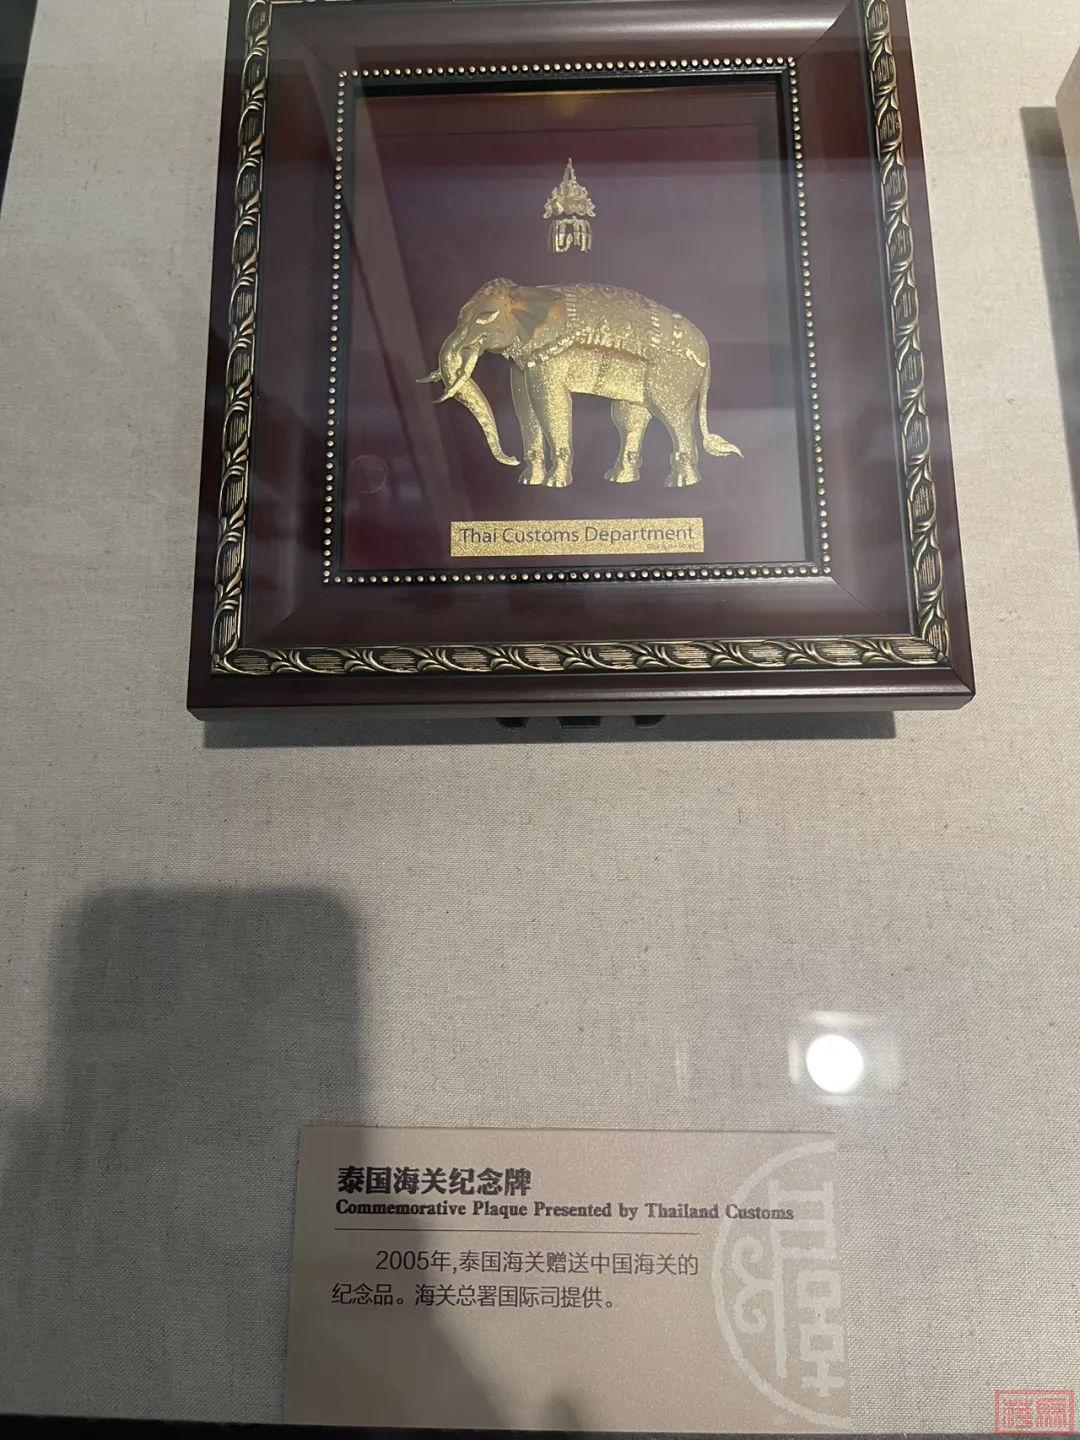 Thai Customs Department
泰国海关纪念牌
Commemorative Plaque Presented by Thailand Customs
2005年,泰国海关赠送中国海关的
纪念品。海关总署国际司提供。